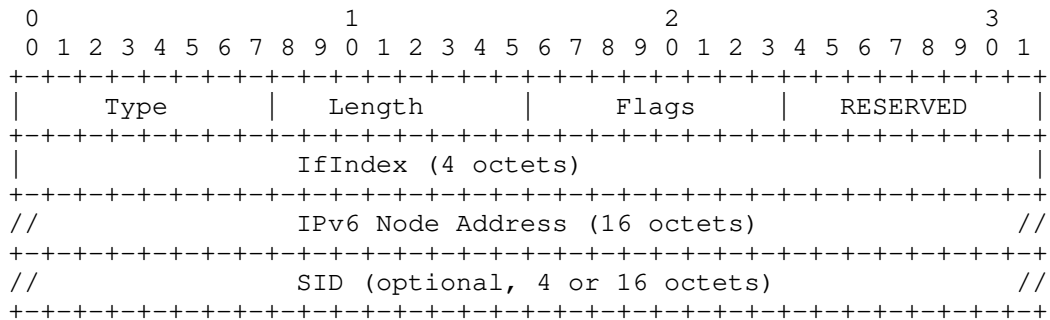 0                   1                   2                   3
 0 1 2 3 4 5 6 7 8 9 0 1 2 3 4 5 6 7 8 9 0 1 2 3 4 5 6 7 8 9 0 1
+-+-+-+-+-+-+-+-+-+-+-+-+-+-+-+-+-+-+-+-+-+-+-+-+-+-+-+-+-+-+-+-+
|     Type      |   Length      |     Flags     |   RESERVED    |
+-+-+-+-+-+-+-+-+-+-+-+-+-+-+-+-+-+-+-+-+-+-+-+-+-+-+-+-+-+-+-+-+
|                 IfIndex (4 octets)                            |
+-+-+-+-+-+-+-+-+-+-+-+-+-+-+-+-+-+-+-+-+-+-+-+-+-+-+-+-+-+-+-+-+
//                IPv6 Node Address (16 octets)                //
+-+-+-+-+-+-+-+-+-+-+-+-+-+-+-+-+-+-+-+-+-+-+-+-+-+-+-+-+-+-+-+-+
//                SID (optional, 4 or 16 octets)               //
+-+-+-+-+-+-+-+-+-+-+-+-+-+-+-+-+-+-+-+-+-+-+-+-+-+-+-+-+-+-+-+-+